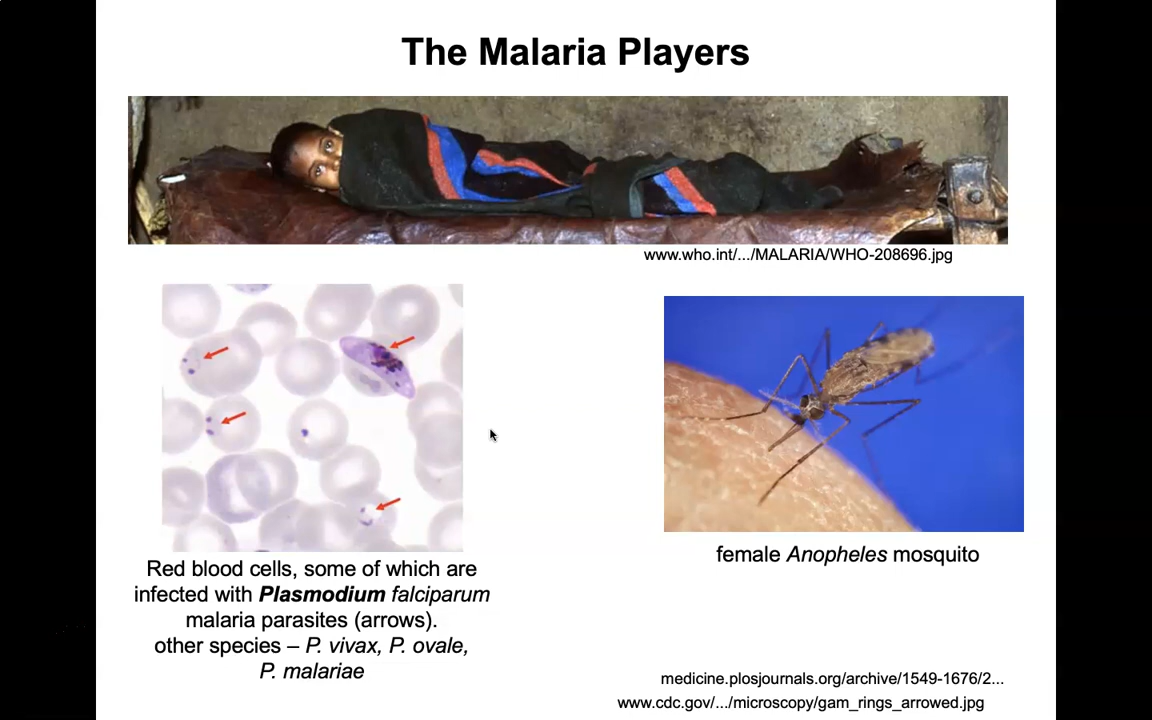 The Malaria Players
www.who.int/.../MALARIA/WHO-208696.jpg
Red blood cells, some of which are
infected with Plasmodium falciparum
malaria parasites (arrows).
other species – P. vivax, P. ovale,
P. malariae
female Anopheles mosquito
medicine.plosjournals.org/archive/1549-1676/2...
www.cdc.gov/.../microscopy/gam_rings_arrowed.jpg